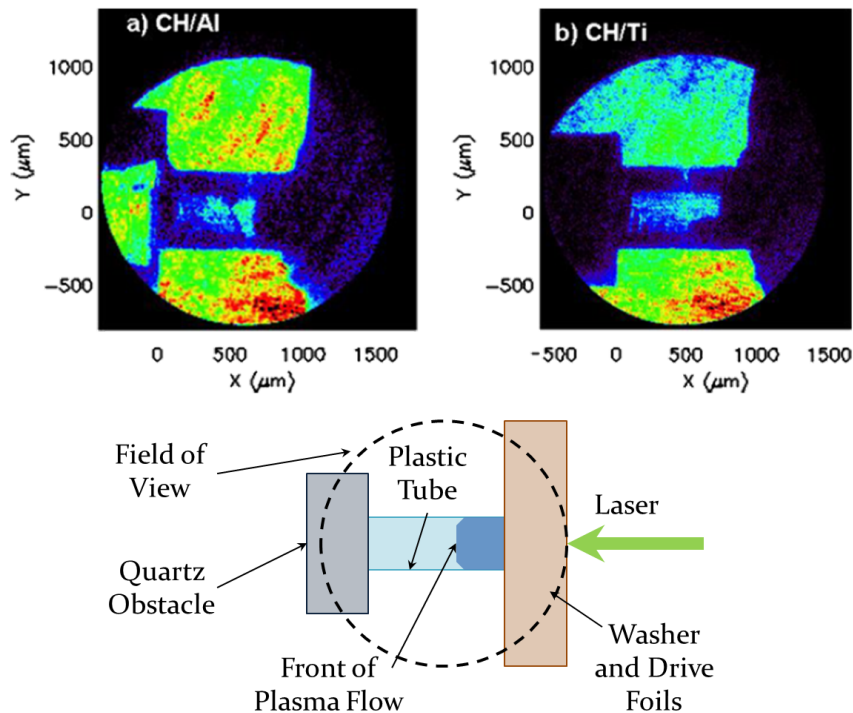 a) CH/Al
b) CH/Ti
1000
500
0
−500
Y (μm)
0 500 1000 1500
X (μm)
1000
500
0
−500
Y (μm)
−500 0 500 1000 1500
X (μm)
Field of
View
Plastic
Tube
Laser
Quartz
Obstacle
Front of
Plasma Flow
Washer
and Drive
Foils